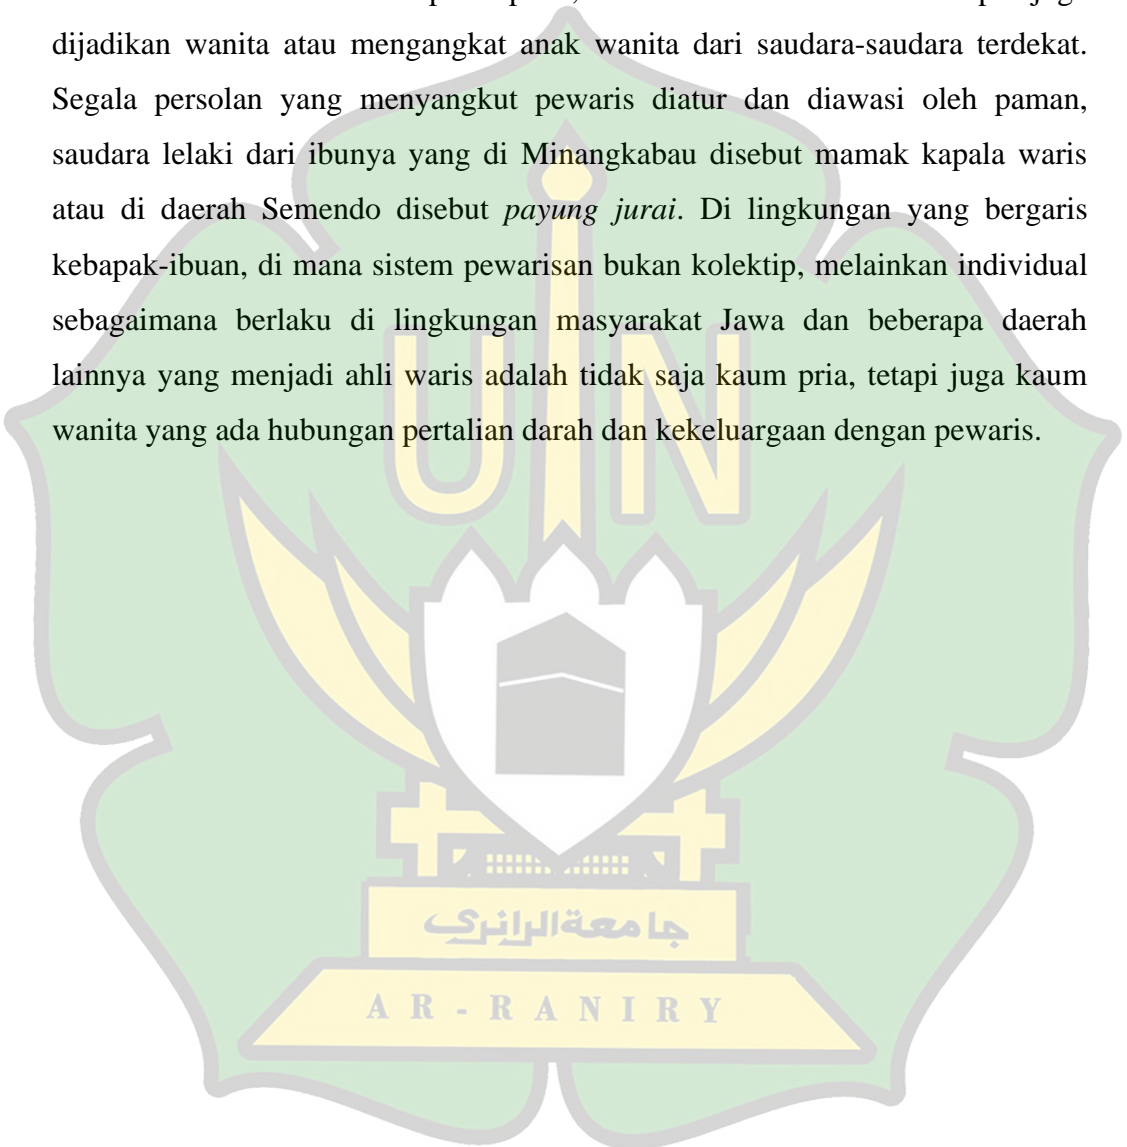 dijadikan wanita atau mengangkat anak wanita dari saudara-saudara terdekat.
Segala persolan yang menyangkut pewaris diatur dan diawasi oleh paman,
saudara lelaki dari ibunya yang di Minangkabau disebut mamak kapala waris
atau di daerah Semendo disebut payung jurai. Di lingkungan yang bergaris
kebapak-ibuan, di mana sistem pewarisan bukan kolektip, melainkan individual
sebagaimana berlaku di lingkungan masyarakat Jawa dan beberapa daerah
lainnya yang menjadi ahli waris adalah tidak saja kaum pria, tetapi juga kaum
wanita yang ada hubungan pertalian darah dan kekeluargaan dengan pewaris.
UIN
جامعة الرانري
AR-RANIRY